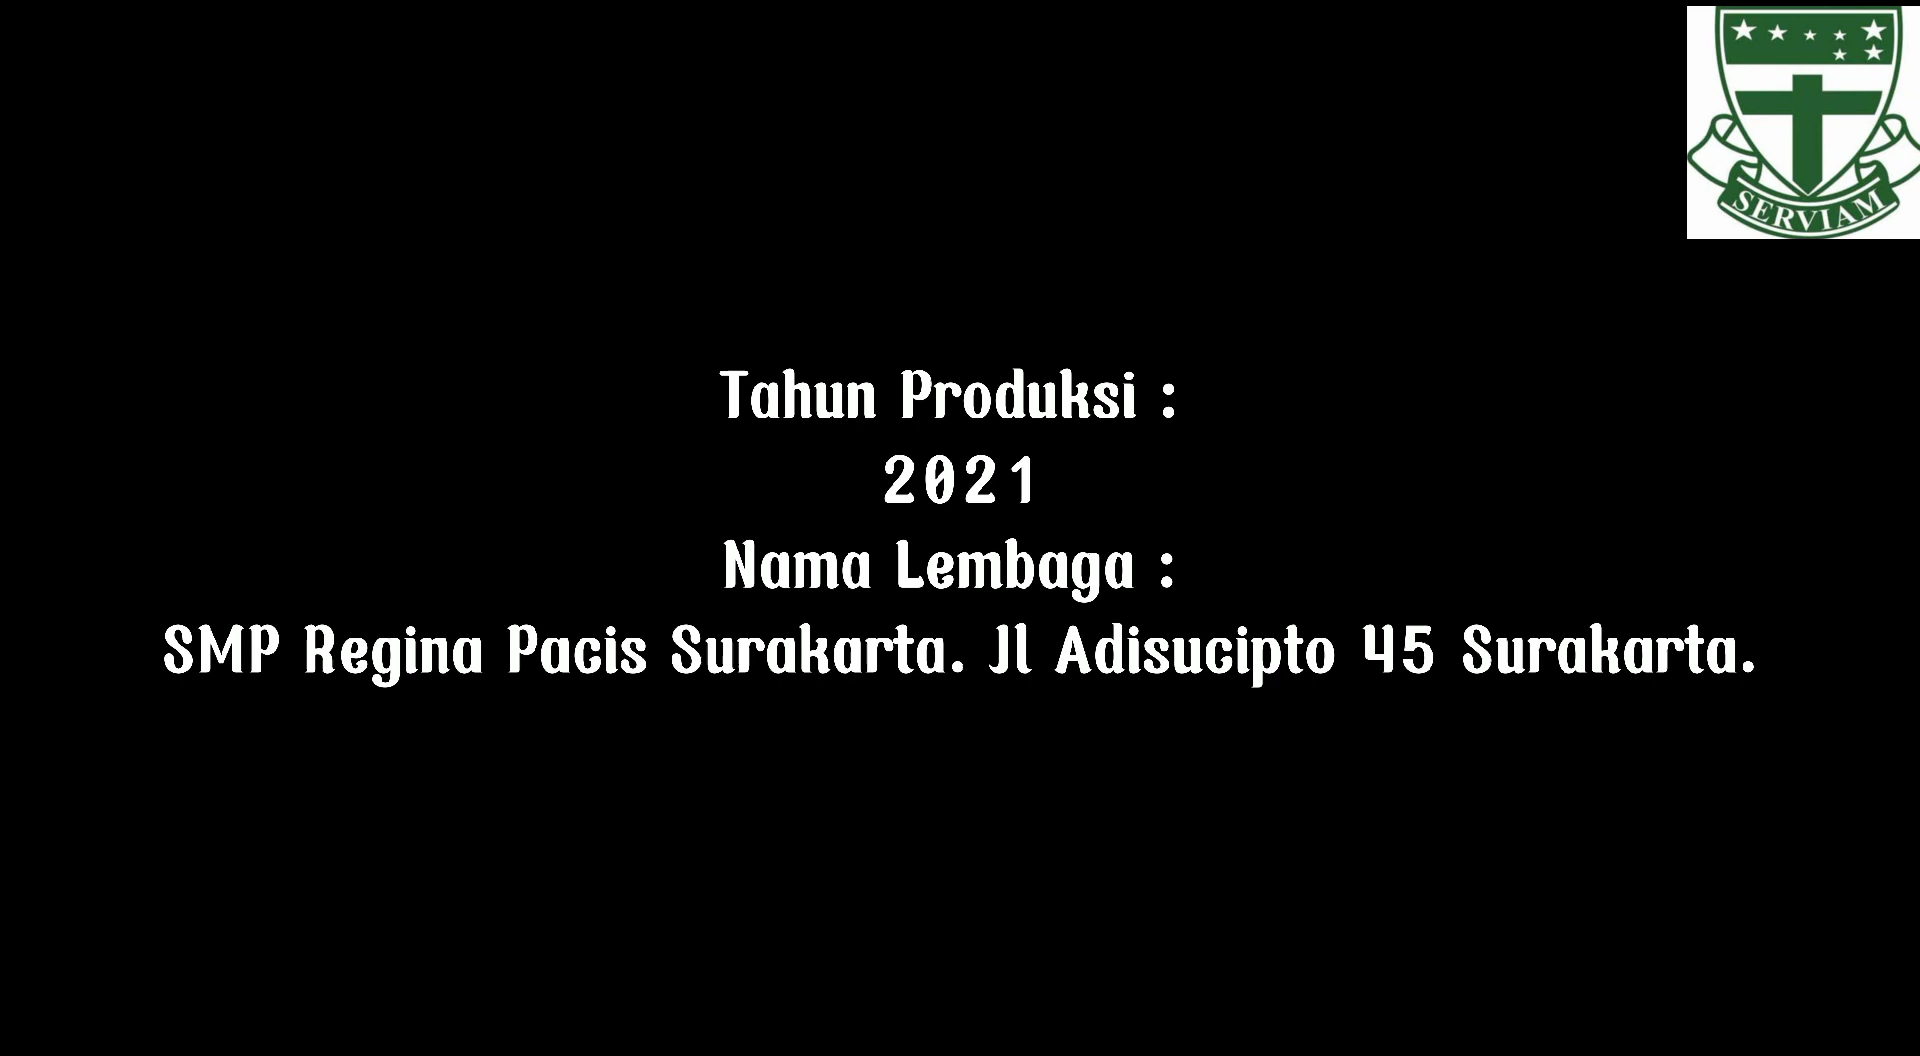 SERVIAM
Tahun Produksi :
2021
Nama Lembaga :
SMP Regina Pacis Surakarta. Jl Adisucipto 45 Surakarta.